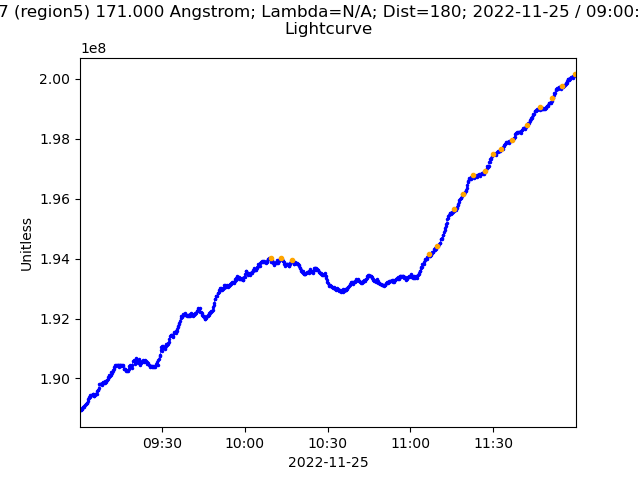 7 (region5) 171.000 Angstrom; Lambda=N/A; Dist=180; 2022-11-25 / 09:00:
Lightcurve
1e8
2.00
1.98
1.96
1.94
1.92
1.90
Unitless
09:30 10:00 10:30 11:00 11:30
2022-11-25